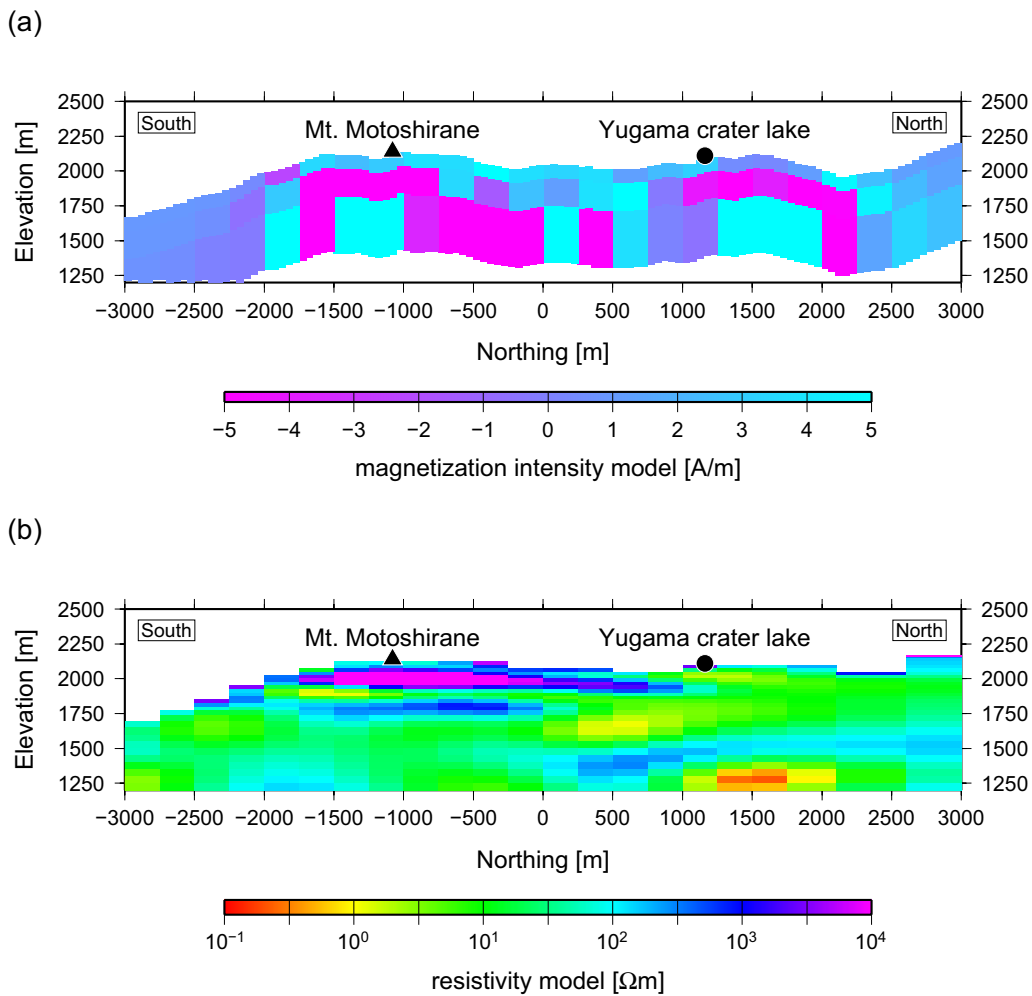 (a)
2500 2500
South North
Mt. Motoshirane Yugama crater lake
2250 2250
2000 2000
1750 1750
1500 1500
1250 1250
Elevation [m]
−3000 −2500 −2000 −1500 −1000 −500 0 500 1000 1500 2000 2500 3000
Northing [m]
−5 −4 −3 −2 −1 0 1 2 3 4 5
magnetization intensity model [A/m]
(b)
2500 2500
South North
Mt. Motoshirane Yugama crater lake
2250 2250
2000 2000
1750 1750
1500 1500
1250 1250
Elevation [m]
−3000 −2500 −2000 −1500 −1000 −500 0 500 1000 1500 2000 2500 3000
Northing [m]
10⁻¹ 10⁰ 10¹ 10² 10³ 10⁴
resistivity model [Ωm]